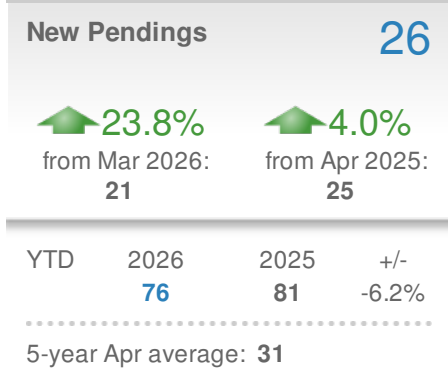 New Pendings 26
23.8% 4.0%
from Mar 2026: from Apr 2025:
21 25
YTD 2026 2025 +/-
76 81 -6.2%
5-year Apr average: 31